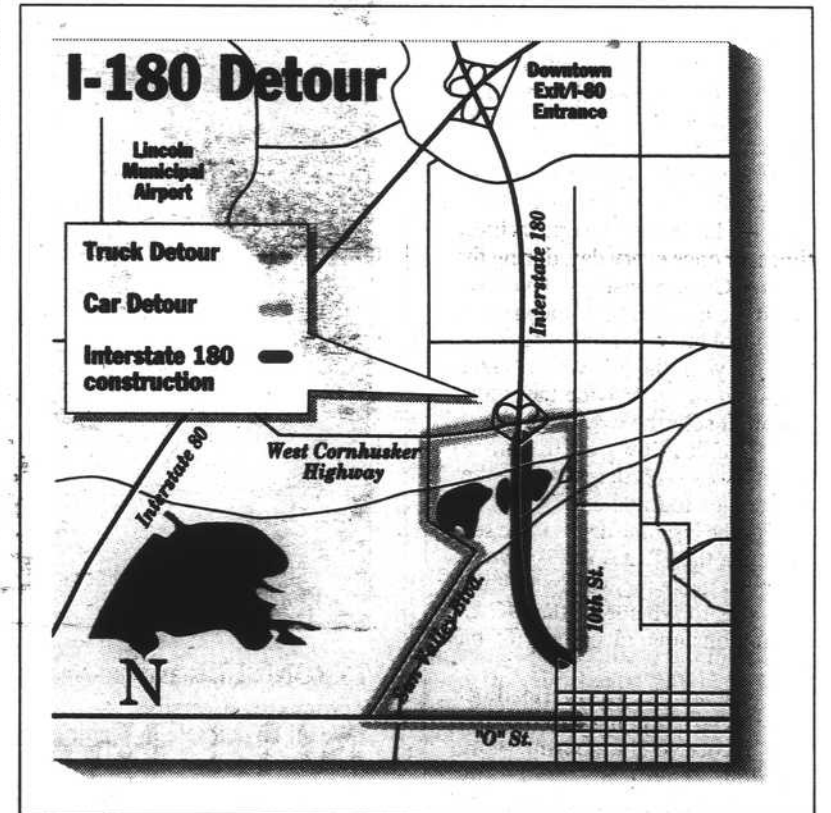 I-180 Detour
Downtown
Exit/I-80
Entrance
Lincoln
Municipal
Airport
Truck Detour
Car Detour
Interstate 180
construction
Interstate 180
West Cornhusker
Highway
Interstate 80
10th St.
Sun Valley Blvd.
N
"O" St.